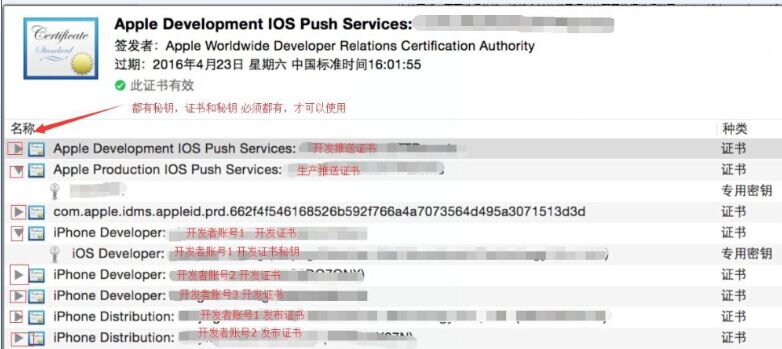 Certificate
Standard
Apple Development IOS Push Services:
签发者：Apple Worldwide Developer Relations Certification Authority
过期：2016年4月23日 星期六 中国标准时间16:01:55
此证书有效
都有秘钥，证书和秘钥 必须都有，才可以使用
名称 种类
Apple Development IOS Push Services: 开发推送证书 证书
Apple Production IOS Push Services: 生产推送证书 证书
专用密钥
com.apple.idms.appleid.prd.662f4f546168526b592f766a4a7073564d495a3071513d3d 证书
iPhone Developer: 开发者账号1 开发证书 证书
iOS Developer: 开发者账号1 开发证书秘钥 专用密钥
iPhone Developer: 开发者账号2 开发证书 证书
iPhone Developer: 开发者账号3 开发证书 证书
iPhone Distribution: 开发者账号1 发布证书 证书
iPhone Distribution: 开发者账号2 发布证书 证书